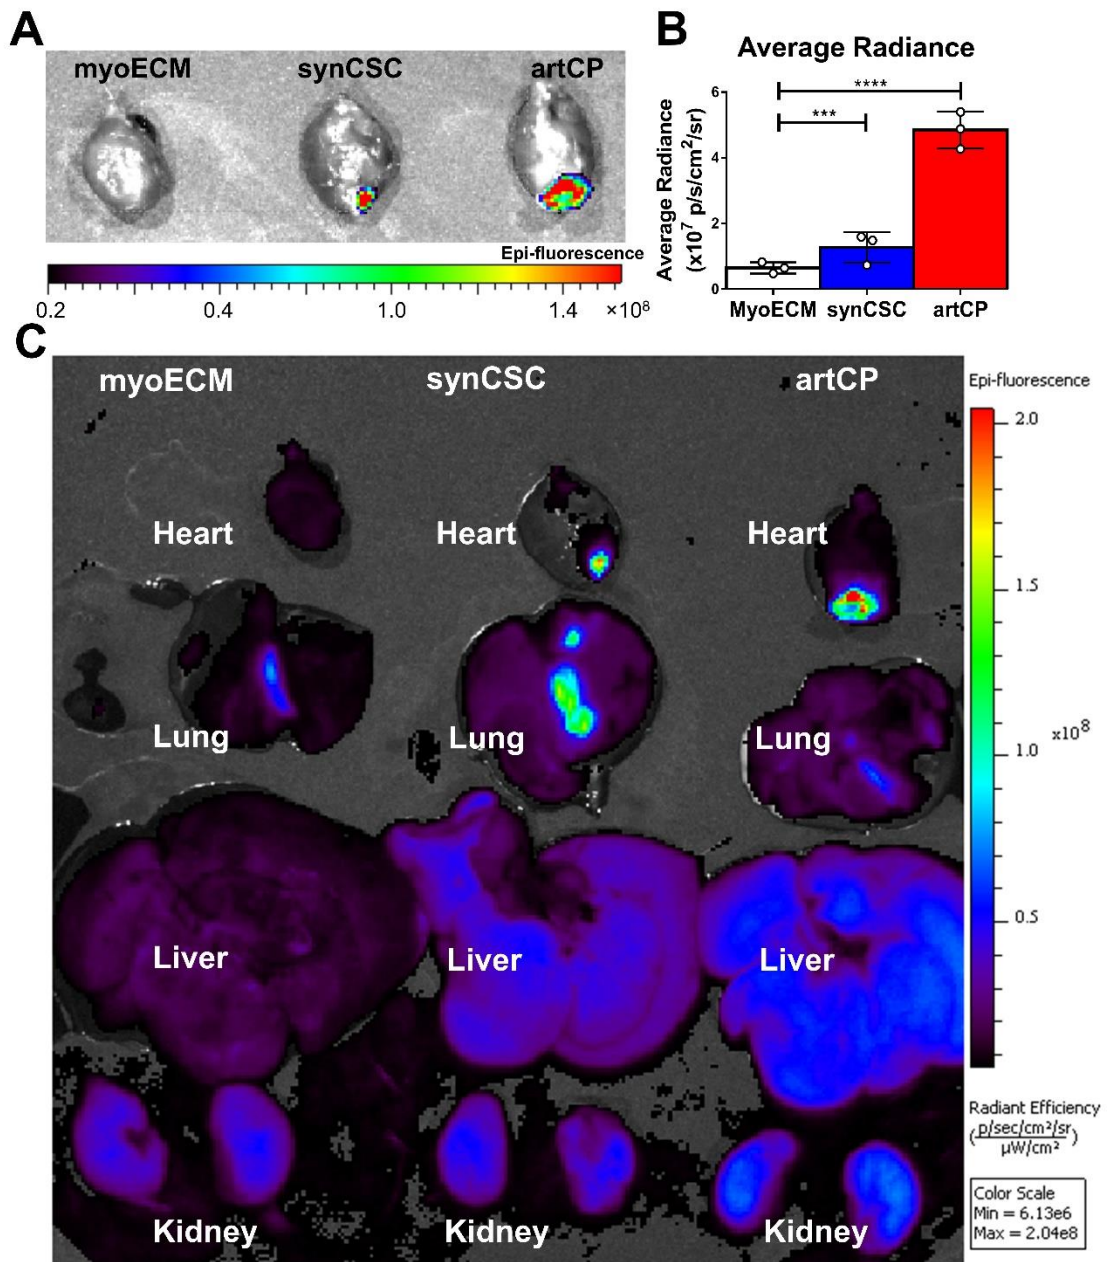 A
myoECM synCSC artCP
Epi-fluorescence
0.2 0.4 1.0 1.4 ×10⁸
B
Average Radiance
Average Radiance
(x10⁷ p/s/cm²/sr)
6
4
2
0
****
***
MyoECM synCSC artCP
C
myoECM synCSC artCP
Heart Heart Heart
Lung Lung Lung
Liver Liver Liver
Kidney Kidney Kidney
Epi-fluorescence
2.0
1.5
1.0
x10⁸
0.5
Radiant Efficiency
(p/sec/cm²/sr
µW/cm²)
Color Scale
Min = 6.13e6
Max = 2.04e8